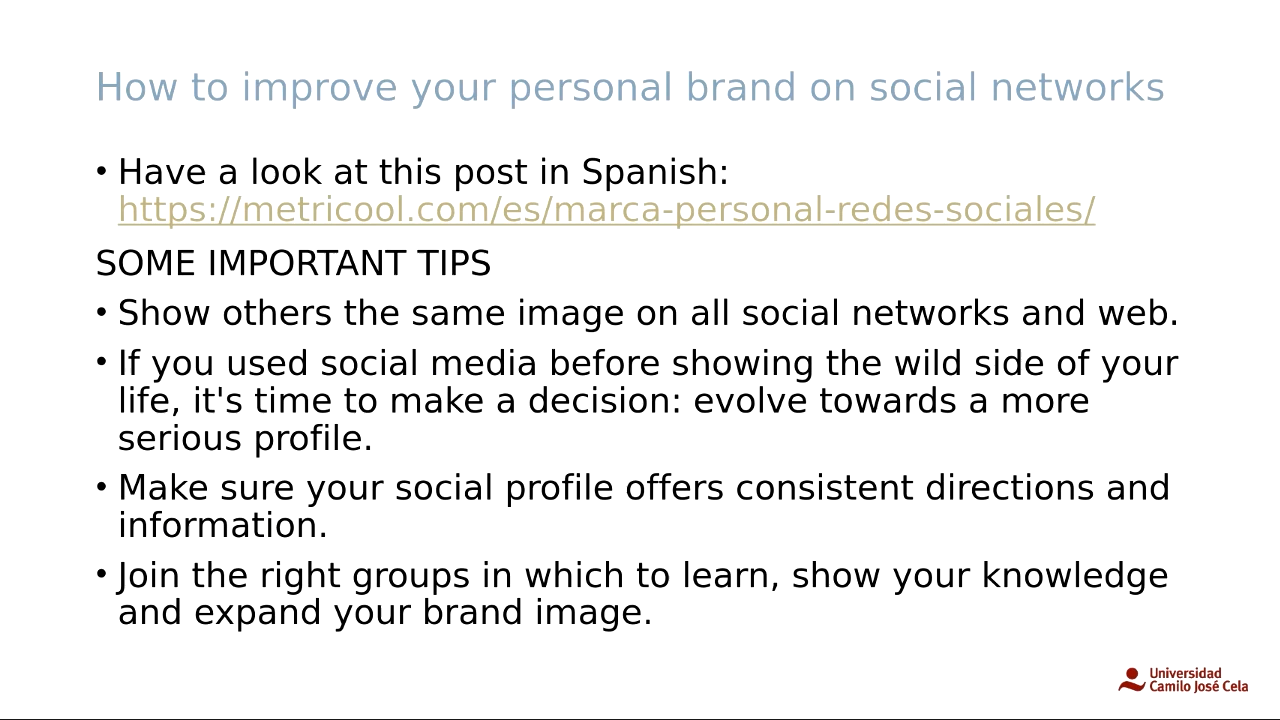 How to improve your personal brand on social networks
• Have a look at this post in Spanish:
https://metricool.com/es/marca-personal-redes-sociales/
SOME IMPORTANT TIPS
• Show others the same image on all social networks and web.
• If you used social media before showing the wild side of your
life, it's time to make a decision: evolve towards a more
serious profile.
• Make sure your social profile offers consistent directions and
information.
• Join the right groups in which to learn, show your knowledge
and expand your brand image.
Universidad
Camilo José Cela